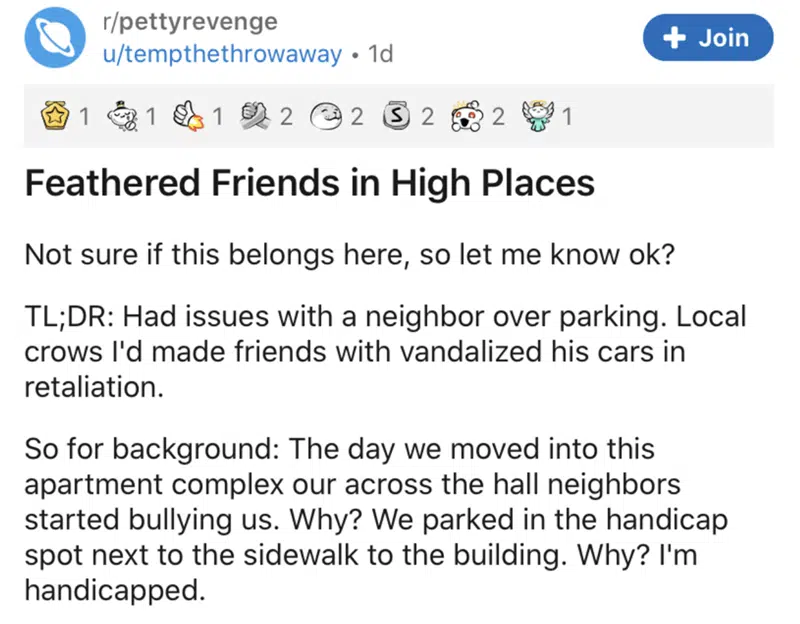 r/pettyrevenge
u/tempthethrowaway • 1d
Join
1 1 1 2 2 S 2 2 1
Feathered Friends in High Places
Not sure if this belongs here, so let me know ok?
TL;DR: Had issues with a neighbor over parking. Local
crows I'd made friends with vandalized his cars in
retaliation.
So for background: The day we moved into this
apartment complex our across the hall neighbors
started bullying us. Why? We parked in the handicap
spot next to the sidewalk to the building. Why? I'm
handicapped.